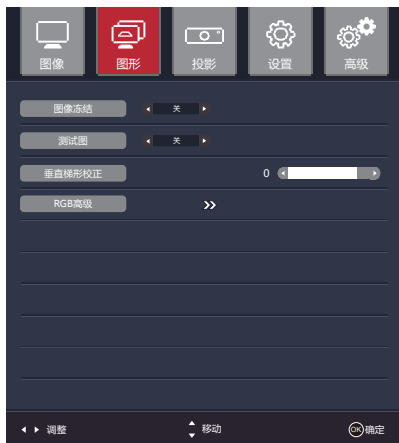 图像 图形 投影 设置 高级
图像冻结 关
测试图 关
垂直梯形校正 0
RGB高级
调整 移动 OK确定